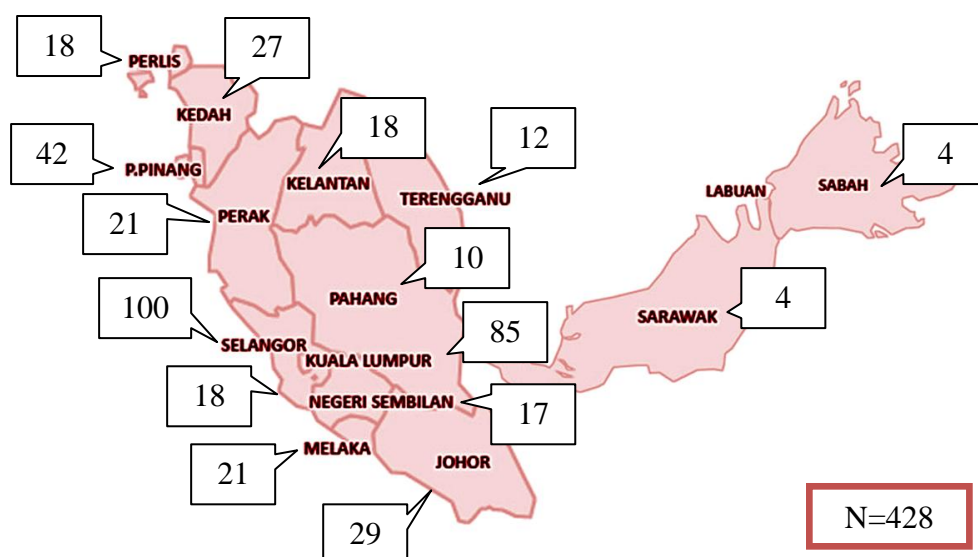 18
PERLIS
27
KEDAH
42
P.PINANG
18
KELANTAN
12
TERENGGANU
21
PERAK
10
PAHANG
100
SELANGOR
85
KUALA LUMPUR
18
NEGERI SEMBILAN
17
21
MELAKA
JOHOR
29
LABUAN
SABAH
4
SARAWAK
4
N=428